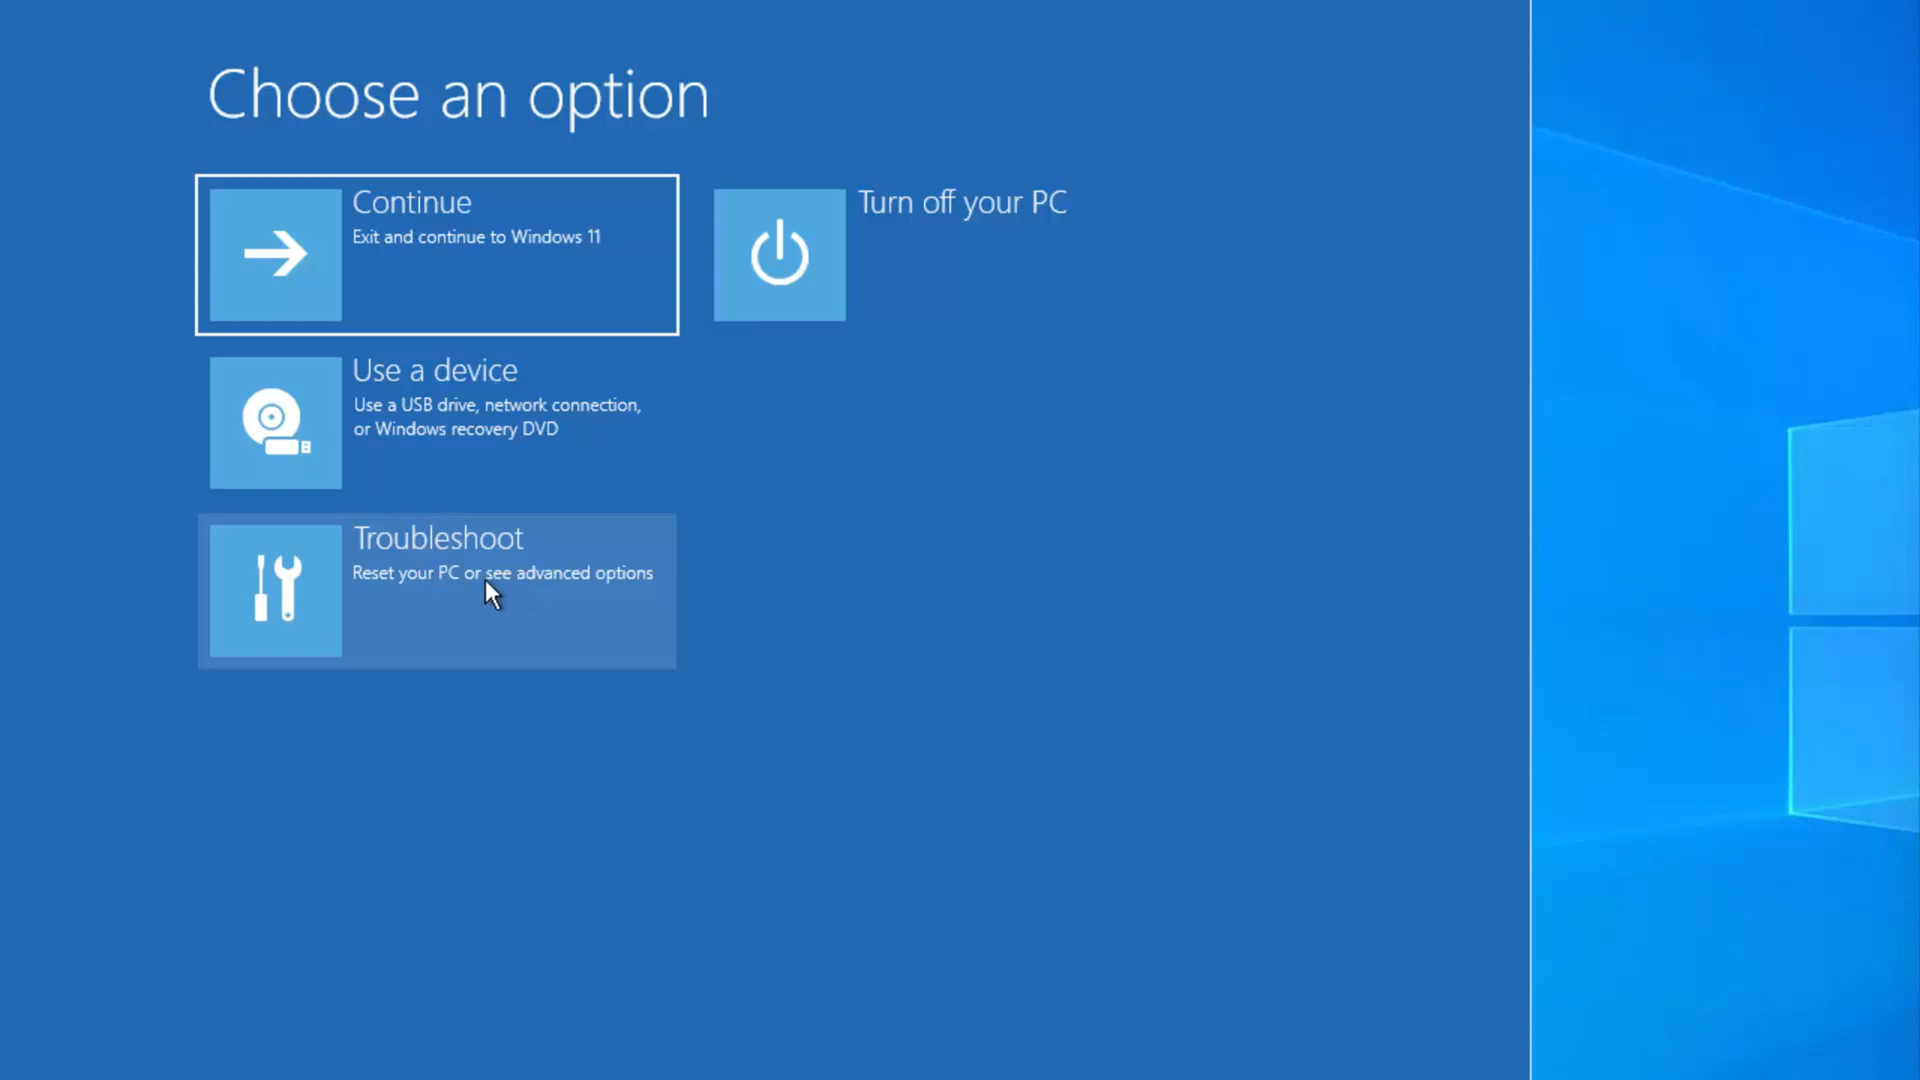 Choose an option
Continue
Exit and continue to Windows 11
Turn off your PC
Use a device
Use a USB drive, network connection,
or Windows recovery DVD
Troubleshoot
Reset your PC or see advanced options